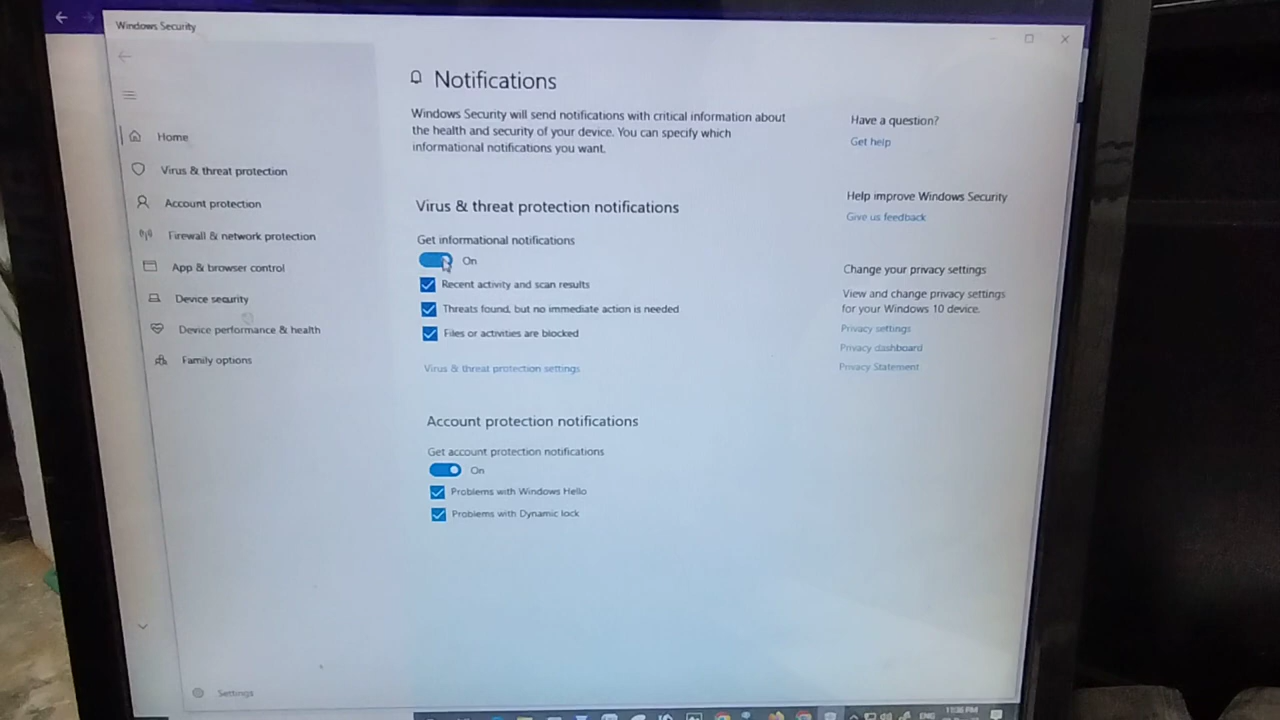 Windows Security
Home
Virus & threat protection
Account protection
Firewall & network protection
App & browser control
Device security
Device performance & health
Family options
Settings
Notifications
Windows Security will send notifications with critical information about
the health and security of your device. You can specify which
informational notifications you want.
Virus & threat protection notifications
Get informational notifications
On
Recent activity and scan results
Threats found, but no immediate action is needed
Files or activities are blocked
Virus & threat protection settings
Account protection notifications
Get account protection notifications
On
Problems with Windows Hello
Problems with Dynamic lock
Have a question?
Get help
Help improve Windows Security
Give us feedback
Change your privacy settings
View and change privacy settings
for your Windows 10 device.
Privacy settings
Privacy dashboard
Privacy Statement
ENG
11:36 PM